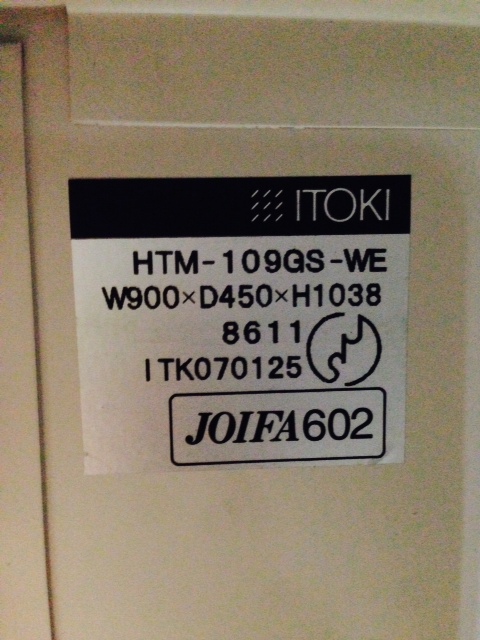 ITOKI
HTM-109GS-WE
W900×D450×H1038
8611
ITK070125
JOIFA602